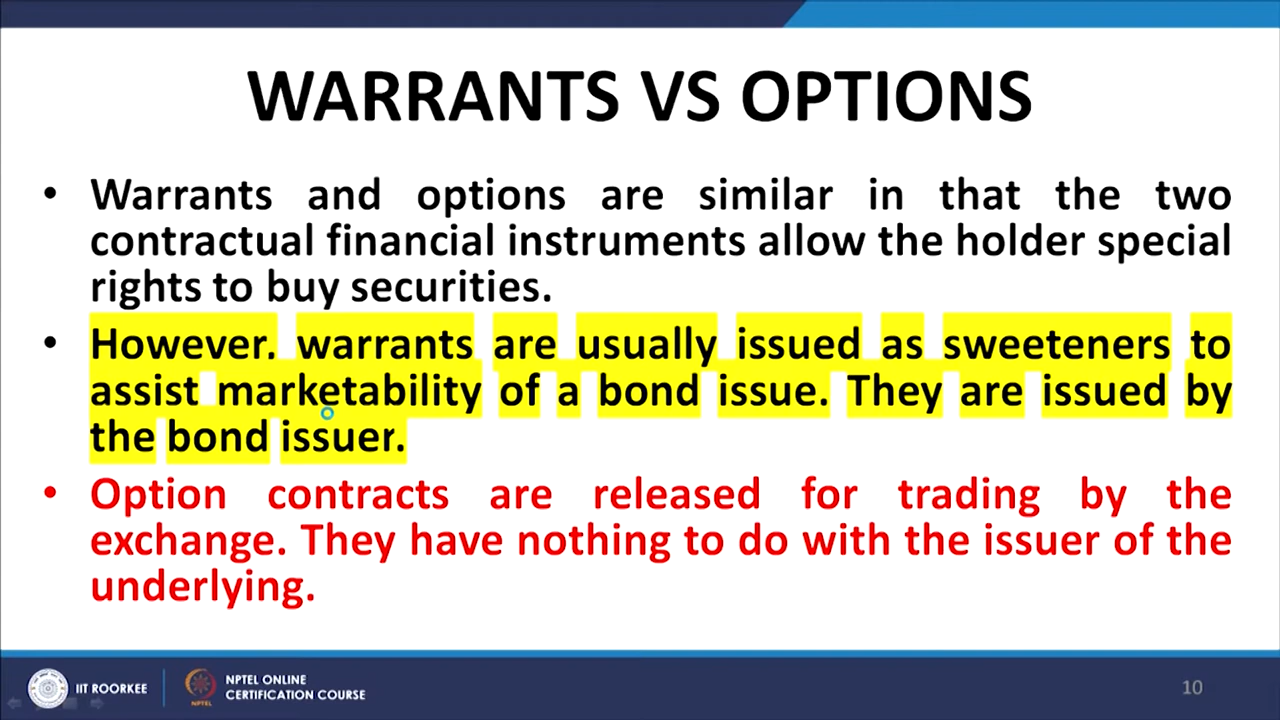 WARRANTS VS OPTIONS
• Warrants and options are similar in that the two
contractual financial instruments allow the holder special
rights to buy securities.
• However, warrants are usually issued as sweeteners to
assist marketability of a bond issue. They are issued by
the bond issuer.
• Option contracts are released for trading by the
exchange. They have nothing to do with the issuer of the
underlying.
IIT ROORKEE
NPTEL
NPTEL ONLINE
CERTIFICATION COURSE
10